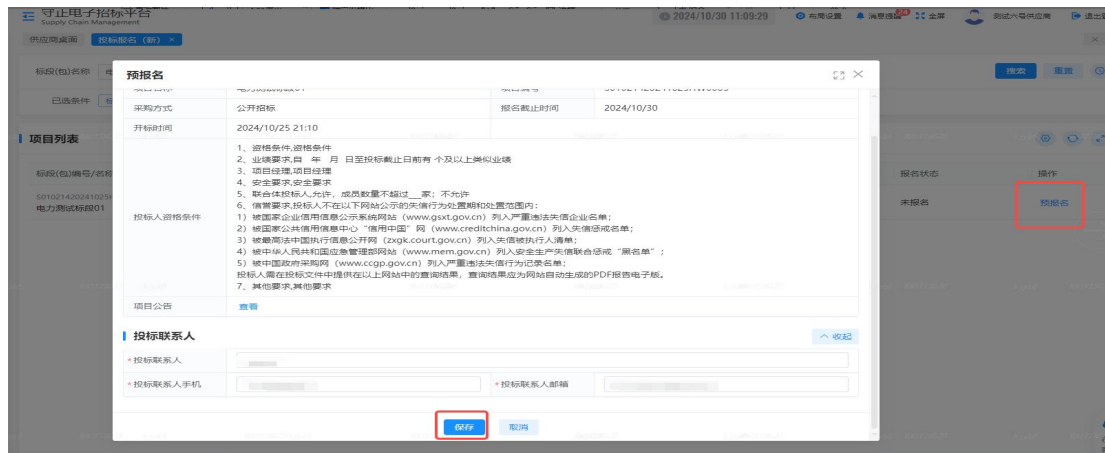 守正电子招标平台
Supply Chain Management
2024/10/30 11:09:29
布局设置
消息提醒
全屏
测试六号供应商
供应商桌面
投标报名（新） ×
标段(包)名称
搜索
重置
已选条件
预报名
采购方式
公开招标
报名截止时间
2024/10/30
开标时间
2024/10/25 21:10
投标人资格条件
1、资格条件,资格条件
2、业绩要求,自 年 月 日至投标截止日前有 个及以上类似业绩
3、项目经理,项目经理
4、安全要求,安全要求
5、联合体投标人,允许，成员数量不超过__家；不允许
6、信誉要求,投标人不在以下网站公示的失信行为处置期和处置范围内：
1）被国家企业信用信息公示系统网站（www.gsxt.gov.cn）列入严重违法失信企业名单；
2）被国家公共信用信息中心“信用中国”网（www.creditchina.gov.cn）列入失信惩戒名单；
3）被最高法中国执行信息公开网（zxgk.court.gov.cn）列入失信被执行人清单；
4）被中华人民共和国应急管理部网站（www.mem.gov.cn）列入安全生产失信联合惩戒“黑名单”；
5）被中国政府采购网（www.ccgp.gov.cn）列入严重违法失信行为记录名单；
投标人需在投标文件中提供在以上网站中的查询结果，查询结果应为网站自动生成的PDF报告电子版。
7、其他要求,其他要求
项目公告
查看
投标联系人
收起
*投标联系人
*投标联系人手机
*投标联系人邮箱
保存
取消
项目列表
标段(包)编号/名称
报名状态
操作
电力测试标段01
未报名
预报名